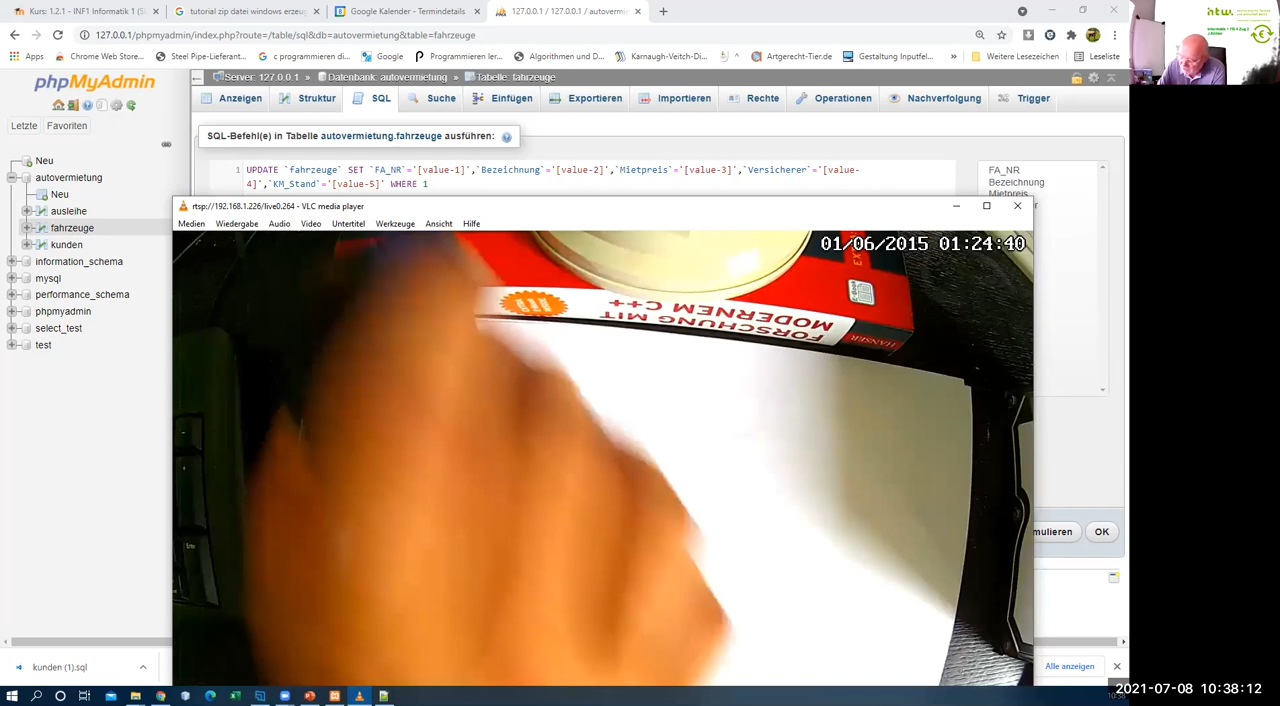 Kurs: 1.2.1 - INF1 Informatik 1 (PSt
tutorial zip datei windows erzeug
Google Kalender - Termindetails
127.0.0.1 / 127.0.0.1 / autovermie
127.0.0.1/phpmyadmin/index.php?route=/table/sql&db=autovermietung&table=fahrzeuge
Apps
Chrome Web Store...
Steel Pipe-Lieferant...
Google
Programmieren ler...
Algorithmen und D...
Karnaugh-Veitch-Di...
Artgerecht-Tier.de
Gestaltung Inputfel...
»
Weitere Lesezeichen
Leseliste
phpMyAdmin
Letzte
Favoriten
Neu
autovermietung
Neu
ausleihe
fahrzeuge
kunden
information_schema
mysql
performance_schema
phpmyadmin
select_test
test
Server: 127.0.0.1 » Datenbank: autovermietung » Tabelle: fahrzeuge
Anzeigen
Struktur
SQL
Suche
Einfügen
Exportieren
Importieren
Rechte
Operationen
Nachverfolgung
Trigger
SQL-Befehl(e) in Tabelle autovermietung.fahrzeuge ausführen:
1 UPDATE `fahrzeuge` SET `FA_NR`='[value-1]',`Bezeichnung`='[value-2]',`Mietpreis`='[value-3]',`Versicherer`='[value-
4]',`KM_Stand`='[value-5]' WHERE 1
FA_NR
Bezeichnung
Mietpreis
rtsp://192.168.1.226/live0.264 - VLC media player
Medien
Wiedergabe
Audio
Video
Untertitel
Werkzeuge
Ansicht
Hilfe
01/06/2015 01:24:40
FORSCHUNG MIT
MODERNEM C++
HANSER
mulieren
OK
kunden (1).sql
Alle anzeigen
htw.
2021-07-08 10:38:12